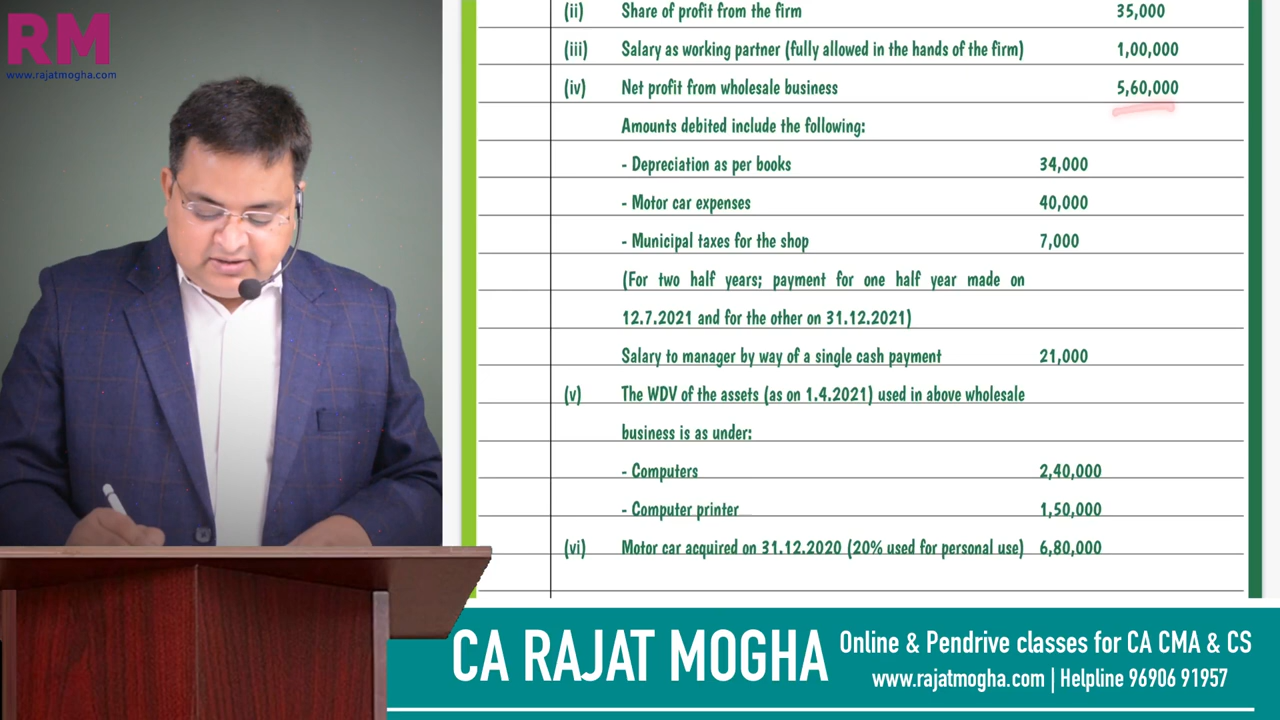 RM
www.rajatmogha.com
(ii) Share of profit from the firm 35,000
(iii) Salary as working partner (fully allowed in the hands of the firm) 1,00,000
(iv) Net profit from wholesale business 5,60,000
Amounts debited include the following:
- Depreciation as per books 34,000
- Motor car expenses 40,000
- Municipal taxes for the shop 7,000
(For two half years; payment for one half year made on
12.7.2021 and for the other on 31.12.2021)
Salary to manager by way of a single cash payment 21,000
(v) The WDV of the assets (as on 1.4.2021) used in above wholesale
business is as under:
- Computers 2,40,000
- Computer printer 1,50,000
(vi) Motor car acquired on 31.12.2020 (20% used for personal use) 6,80,000
CA RAJAT MOGHA
Online & Pendrive classes for CA CMA & CS
www.rajatmogha.com | Helpline 96906 91957